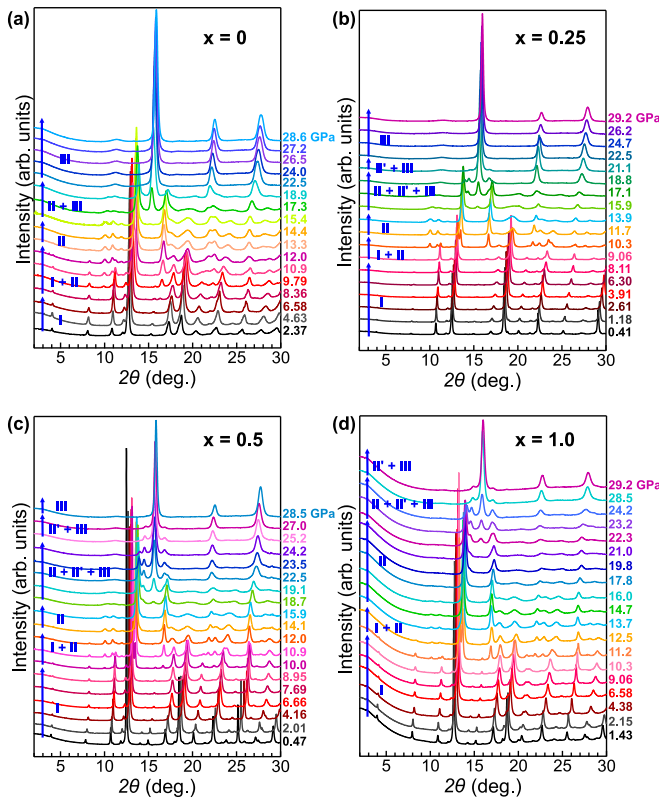 (a)
x = 0
Intensity (arb. units)
28.6 GPa
27.2
26.5
24.0
22.5
18.9
17.3
15.4
14.4
13.3
12.0
10.9
9.79
8.36
6.58
4.63
2.37
III
II + III
II
I + II
I
5 10 15 20 25 30
2θ (deg.)
(b)
x = 0.25
Intensity (arb. units)
29.2 GPa
26.2
24.7
22.5
21.1
18.8
17.1
15.9
13.9
11.7
10.3
9.06
8.11
6.30
3.91
2.61
1.18
0.41
III
II' + III
II + II' + III
II
I + II
I
5 10 15 20 25 30
2θ (deg.)
(c)
x = 0.5
Intensity (arb. units)
28.5 GPa
27.0
25.2
24.2
23.5
22.5
19.1
18.7
15.9
14.1
12.0
10.9
10.0
8.95
7.69
6.66
4.16
2.01
0.47
III
II' + III
II + II' + III
II
I + II
I
5 10 15 20 25 30
2θ (deg.)
(d)
x = 1.0
Intensity (arb. units)
29.2 GPa
28.5
24.2
23.2
22.3
21.0
19.8
17.8
16.0
14.7
13.7
12.5
11.2
10.3
9.06
6.58
4.38
2.15
1.43
II' + III
II + II' + III
II
I + II
I
5 10 15 20 25 30
2θ (deg.)